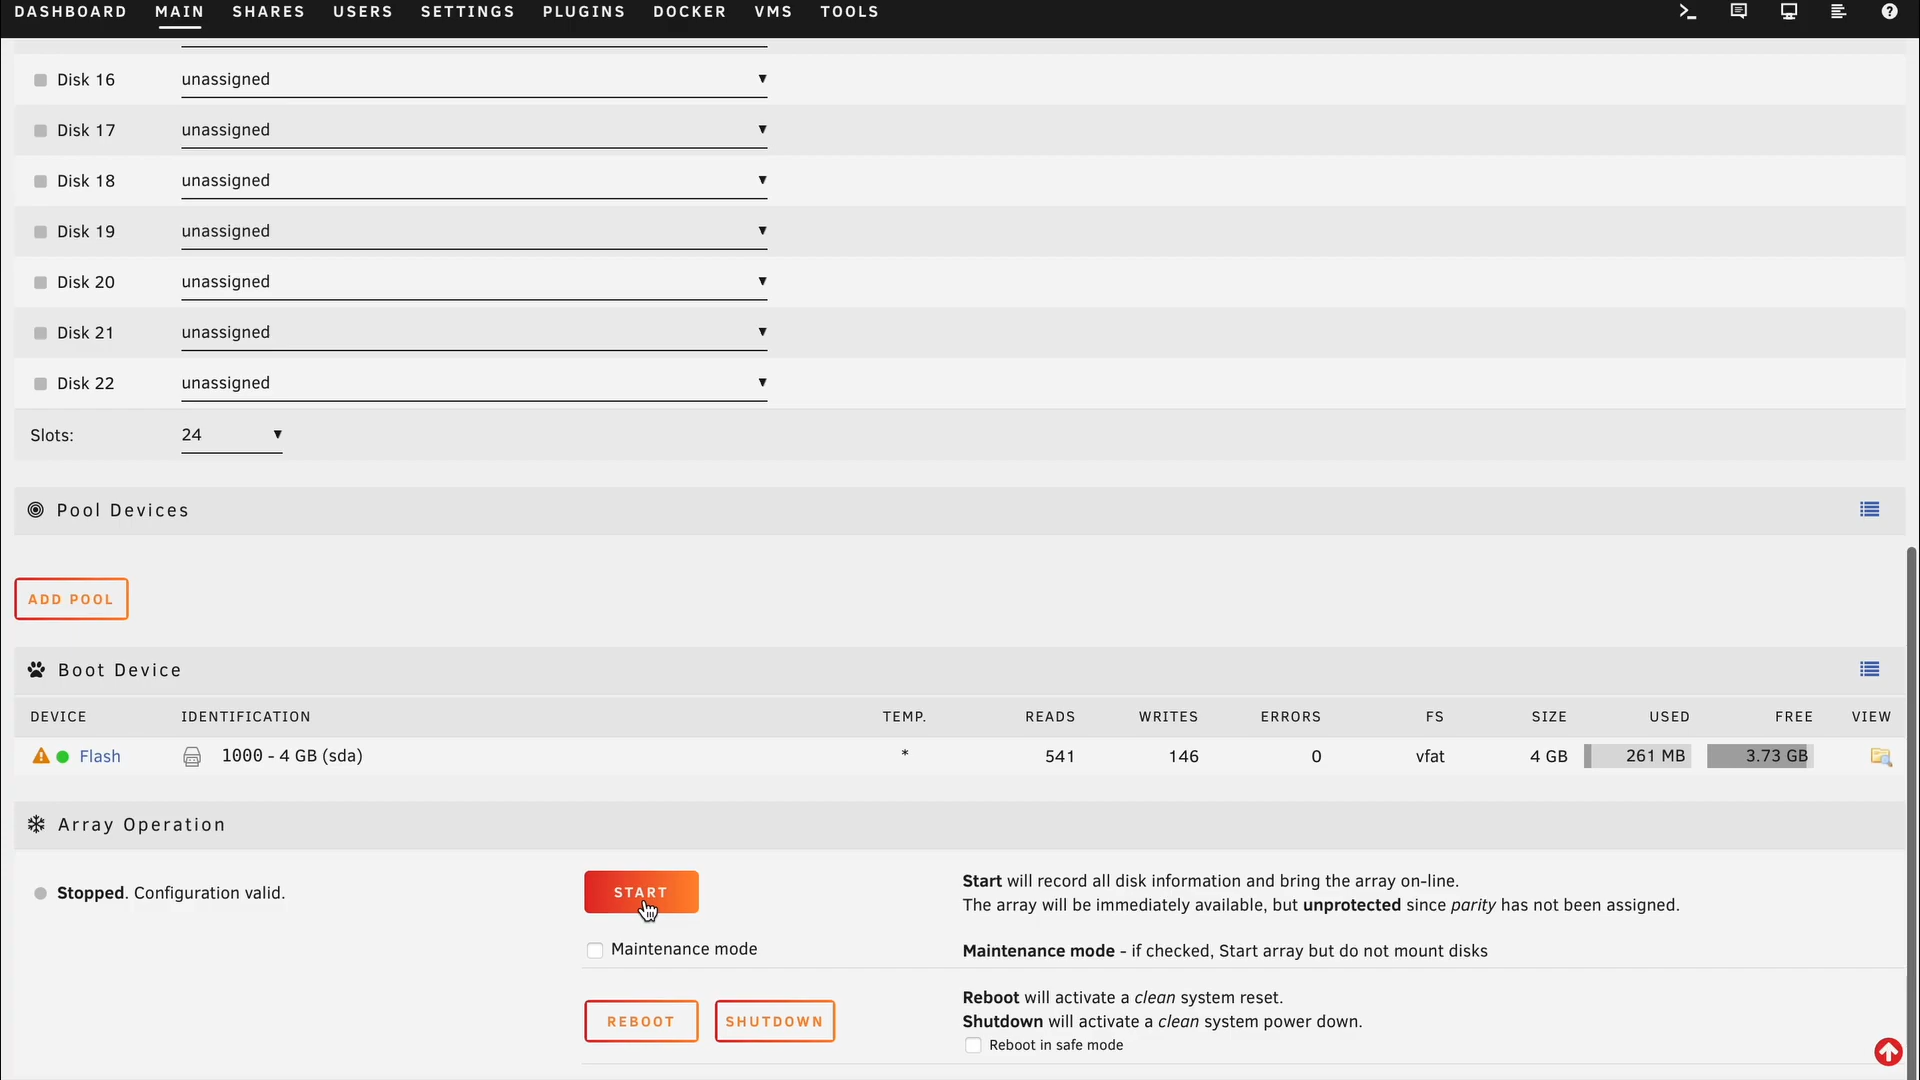 DASHBOARD MAIN SHARES USERS SETTINGS PLUGINS DOCKER VMS TOOLS
Disk 16 unassigned
Disk 17 unassigned
Disk 18 unassigned
Disk 19 unassigned
Disk 20 unassigned
Disk 21 unassigned
Disk 22 unassigned
Slots: 24
Pool Devices
ADD POOL
Boot Device
DEVICE IDENTIFICATION TEMP. READS WRITES ERRORS FS SIZE USED FREE VIEW
Flash 1000 - 4 GB (sda) * 541 146 0 vfat 4 GB 261 MB 3.73 GB
Array Operation
Stopped. Configuration valid.
START
Start will record all disk information and bring the array on-line.
The array will be immediately available, but unprotected since parity has not been assigned.
Maintenance mode
Maintenance mode - if checked, Start array but do not mount disks
REBOOT SHUTDOWN
Reboot will activate a clean system reset.
Shutdown will activate a clean system power down.
Reboot in safe mode